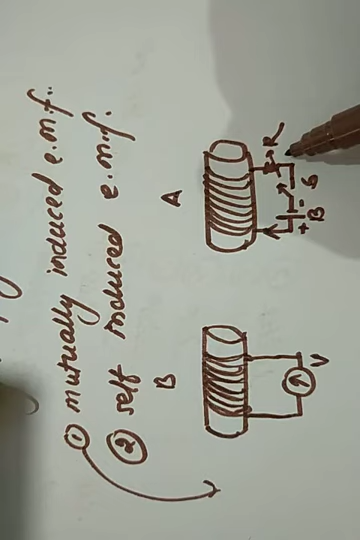 ① mutually induced e.m.f.
② self induced e.m.f.
B A
V
+ B - S R